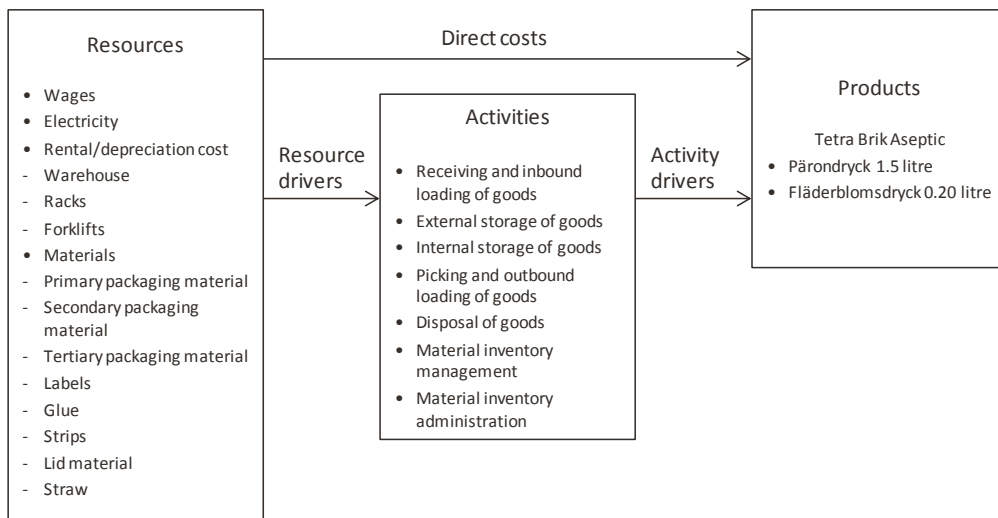 Resources
• Wages
• Electricity
• Rental/depreciation cost
- Warehouse
- Racks
- Forklifts
• Materials
- Primary packaging material
- Secondary packaging
material
- Tertiary packaging material
- Labels
- Glue
- Strips
- Lid material
- Straw
Direct costs
Resource
drivers
Activities
• Receiving and inbound
loading of goods
• External storage of goods
• Internal storage of goods
• Picking and outbound
loading of goods
• Disposal of goods
• Material inventory
management
• Material inventory
administration
Activity
drivers
Products
Tetra Brik Aseptic
• Pärondryck 1.5 litre
• Fläderblomsdryck 0.20 litre